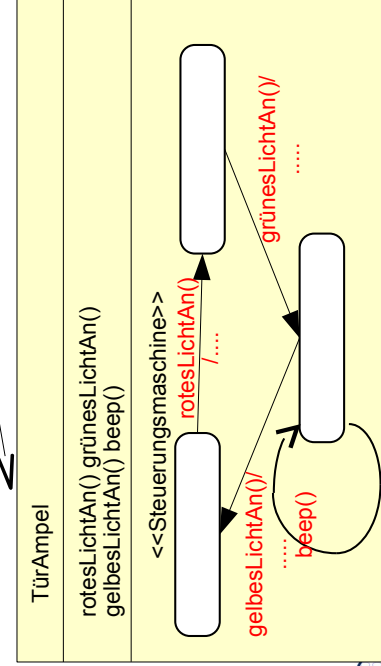 TürAmpel
rotesLichtAn() grünesLichtAn()
gelbesLichtAn() beep()
<<Steuerungsmaschine>>
rotesLichtAn()
/....
grünesLichtAn()/
.....
gelbesLichtAn()/
.....
beep()